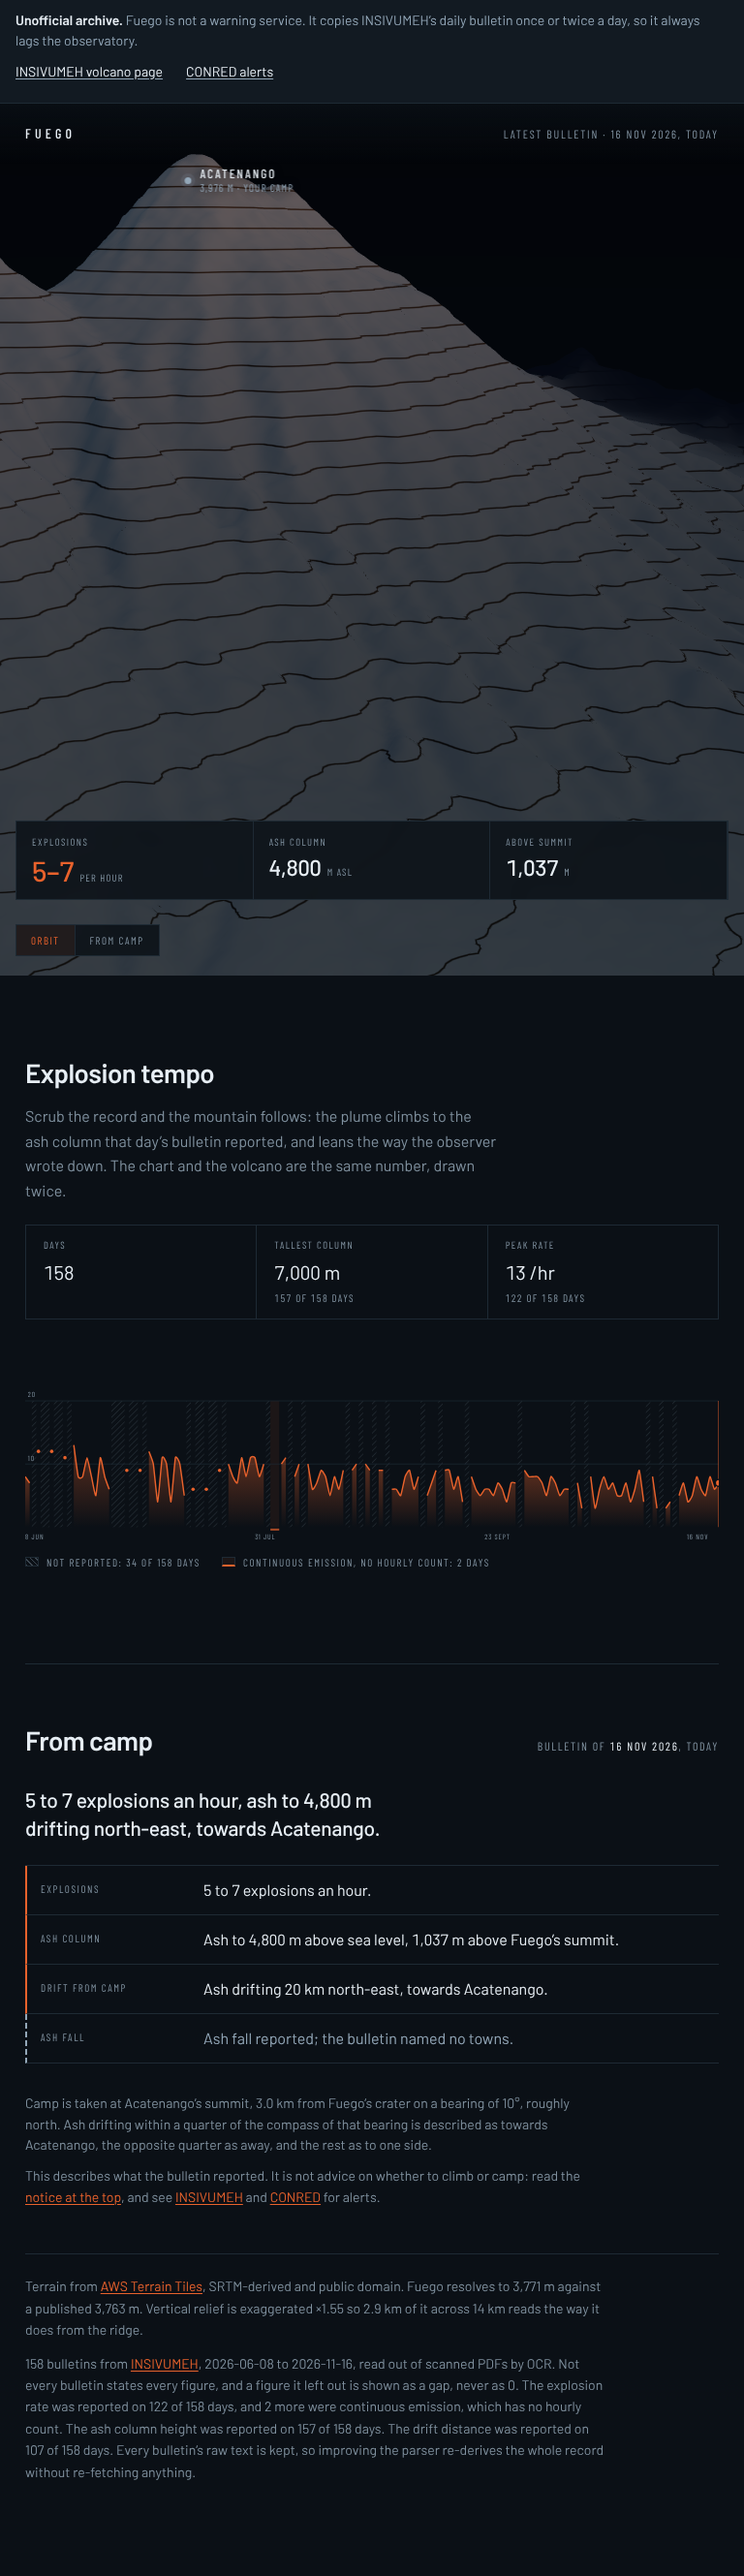 Unofficial archive. Fuego is not a warning service. It copies INSIVUMEH's daily bulletin once or twice a day, so it always
lags the observatory.
INSIVUMEH volcano page CONRED alerts
FUEGO
LATEST BULLETIN · 16 NOV 2026, TODAY
ACATENANGO
3,976 M · YOUR CAMP
EXPLOSIONS
5–7 PER HOUR
ASH COLUMN
4,800 M ASL
ABOVE SUMMIT
1,037 M
ORBIT
FROM CAMP
Explosion tempo
Scrub the record and the mountain follows: the plume climbs to the
ash column that day's bulletin reported, and leans the way the observer
wrote down. The chart and the volcano are the same number, drawn
twice.
DAYS
158
TALLEST COLUMN
7,000 m
157 OF 158 DAYS
PEAK RATE
13 /hr
122 OF 158 DAYS
20
10
8 JUN
31 JUL
23 SEPT
16 NOV
NOT REPORTED: 34 OF 158 DAYS
CONTINUOUS EMISSION, NO HOURLY COUNT: 2 DAYS
From camp
BULLETIN OF 16 NOV 2026, TODAY
5 to 7 explosions an hour, ash to 4,800 m
drifting north-east, towards Acatenango.
EXPLOSIONS
5 to 7 explosions an hour.
ASH COLUMN
Ash to 4,800 m above sea level, 1,037 m above Fuego's summit.
DRIFT FROM CAMP
Ash drifting 20 km north-east, towards Acatenango.
ASH FALL
Ash fall reported; the bulletin named no towns.
Camp is taken at Acatenango's summit, 3.0 km from Fuego's crater on a bearing of 10°, roughly
north. Ash drifting within a quarter of the compass of that bearing is described as towards
Acatenango, the opposite quarter as away, and the rest as to one side.
This describes what the bulletin reported. It is not advice on whether to climb or camp: read the
notice at the top, and see INSIVUMEH and CONRED for alerts.
Terrain from AWS Terrain Tiles, SRTM-derived and public domain. Fuego resolves to 3,771 m against
a published 3,763 m. Vertical relief is exaggerated ×1.55 so 2.9 km of it across 14 km reads the way it
does from the ridge.
158 bulletins from INSIVUMEH, 2026-06-08 to 2026-11-16, read out of scanned PDFs by OCR. Not
every bulletin states every figure, and a figure it left out is shown as a gap, never as 0. The explosion
rate was reported on 122 of 158 days, and 2 more were continuous emission, which has no hourly
count. The ash column height was reported on 157 of 158 days. The drift distance was reported on
107 of 158 days. Every bulletin's raw text is kept, so improving the parser re-derives the whole record
without re-fetching anything.